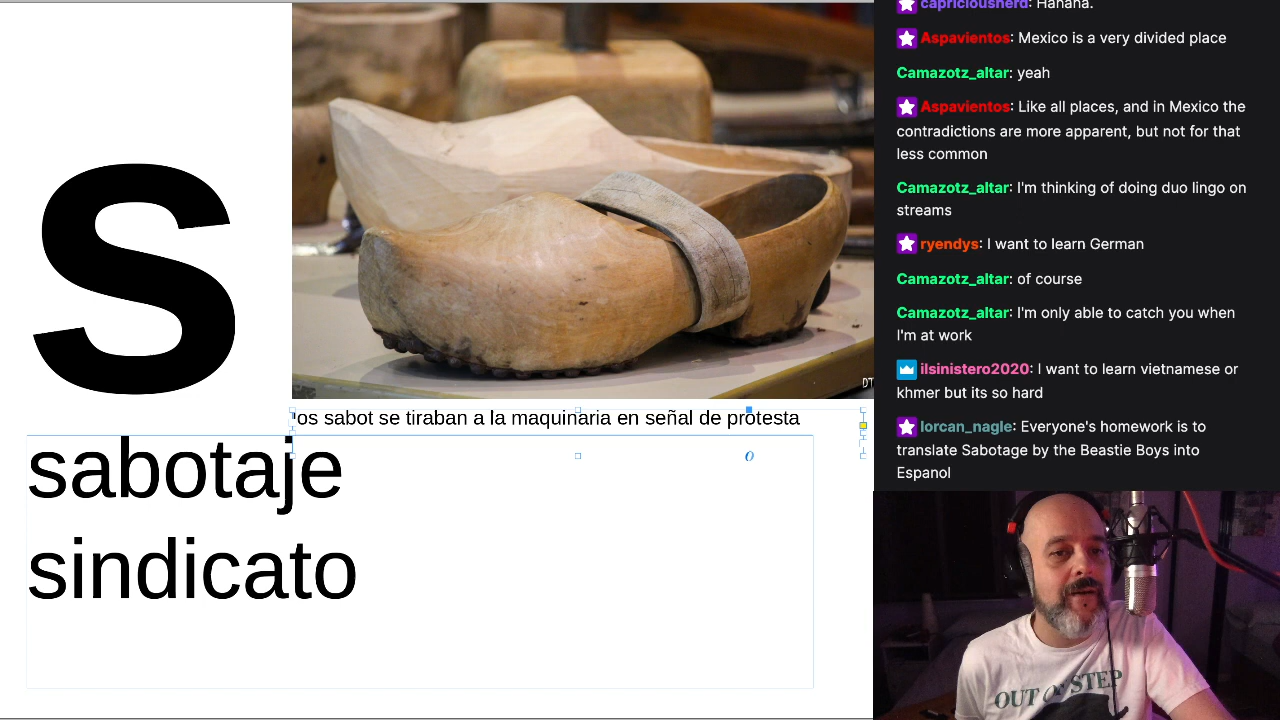 S
DT
los sabot se tiraban a la maquinaria en señal de protesta
sabotaje
o
sindicato
capriciousnerd: Hahaha.
Aspavientos: Mexico is a very divided place
Camazotz_altar: yeah
Aspavientos: Like all places, and in Mexico the
contradictions are more apparent, but not for that
less common
Camazotz_altar: I'm thinking of doing duo lingo on
streams
ryendys: I want to learn German
Camazotz_altar: of course
Camazotz_altar: I'm only able to catch you when
I'm at work
ilsinistero2020: I want to learn vietnamese or
khmer but its so hard
lorcan_nagle: Everyone's homework is to
translate Sabotage by the Beastie Boys into
Espanol
OUT OF STEP